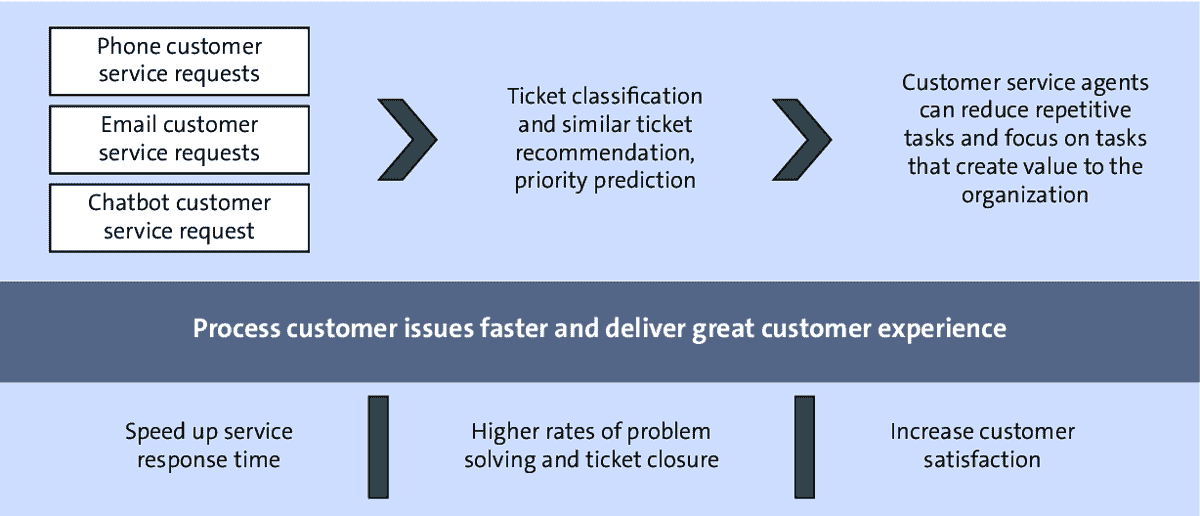 Phone customer
service requests
Email customer
service requests
Chatbot customer
service request
Ticket classification
and similar ticket
recommendation,
priority prediction
Customer service agents
can reduce repetitive
tasks and focus on tasks
that create value to the
organization
Process customer issues faster and deliver great customer experience
Speed up service
response time
Higher rates of problem
solving and ticket closure
Increase customer
satisfaction